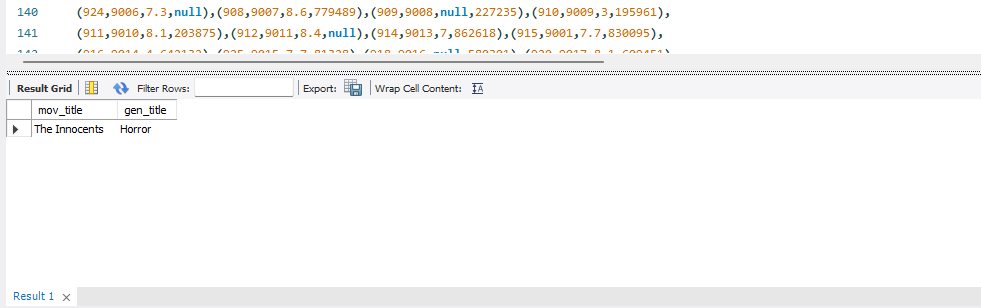 140 (924,9006,7.3,null),(908,9007,8.6,779489),(909,9008,null,227235),(910,9009,3,195961),
141 (911,9010,8.1,203875),(912,9011,8.4,null),(914,9013,7,862618),(915,9001,7.7,830095),
Result Grid Filter Rows: Export: Wrap Cell Content:
mov_title gen_title
The Innocents Horror
Result 1